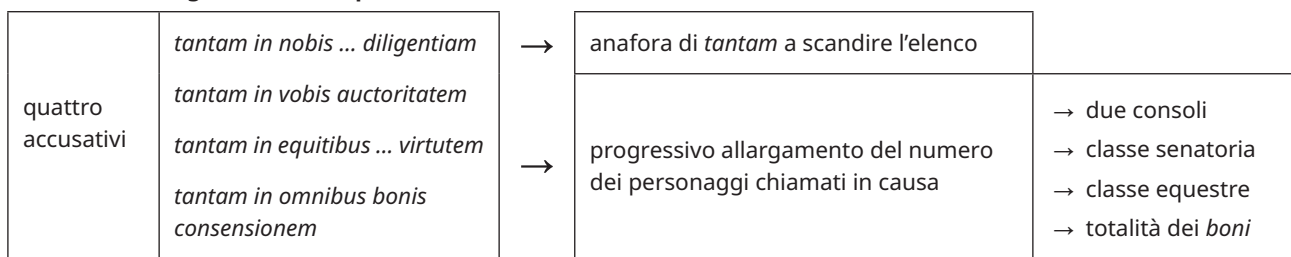 quattro
accusativi
tantam in nobis ... diligentiam
tantam in vobis auctoritatem
tantam in equitibus ... virtutem
tantam in omnibus bonis
consensionem
→ anafora di tantam a scandire l’elenco
→ progressivo allargamento del numero
dei personaggi chiamati in causa
→ due consoli
→ classe senatoria
→ classe equestre
→ totalità dei boni